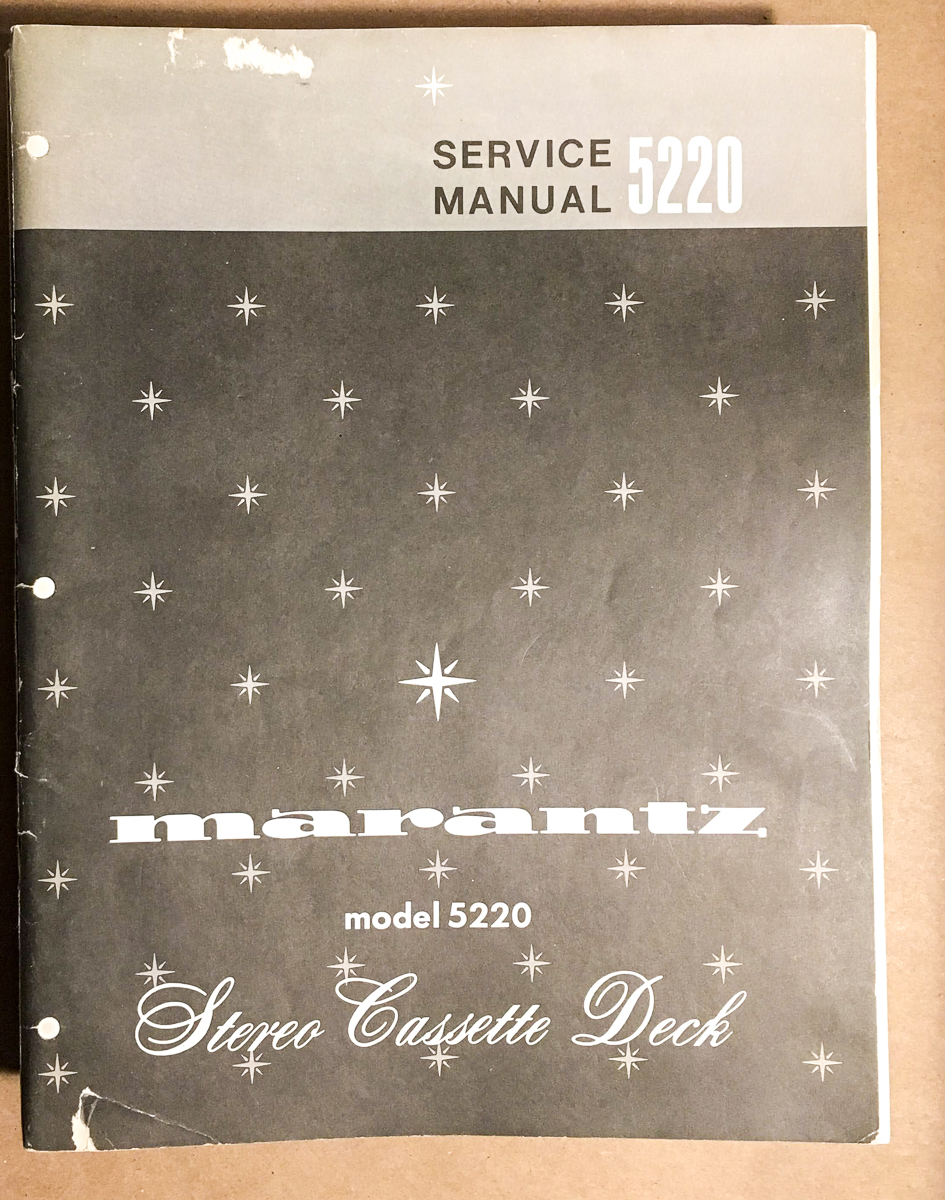 SERVICE
MANUAL 5220
marantz
model 5220
Stereo Cassette Deck